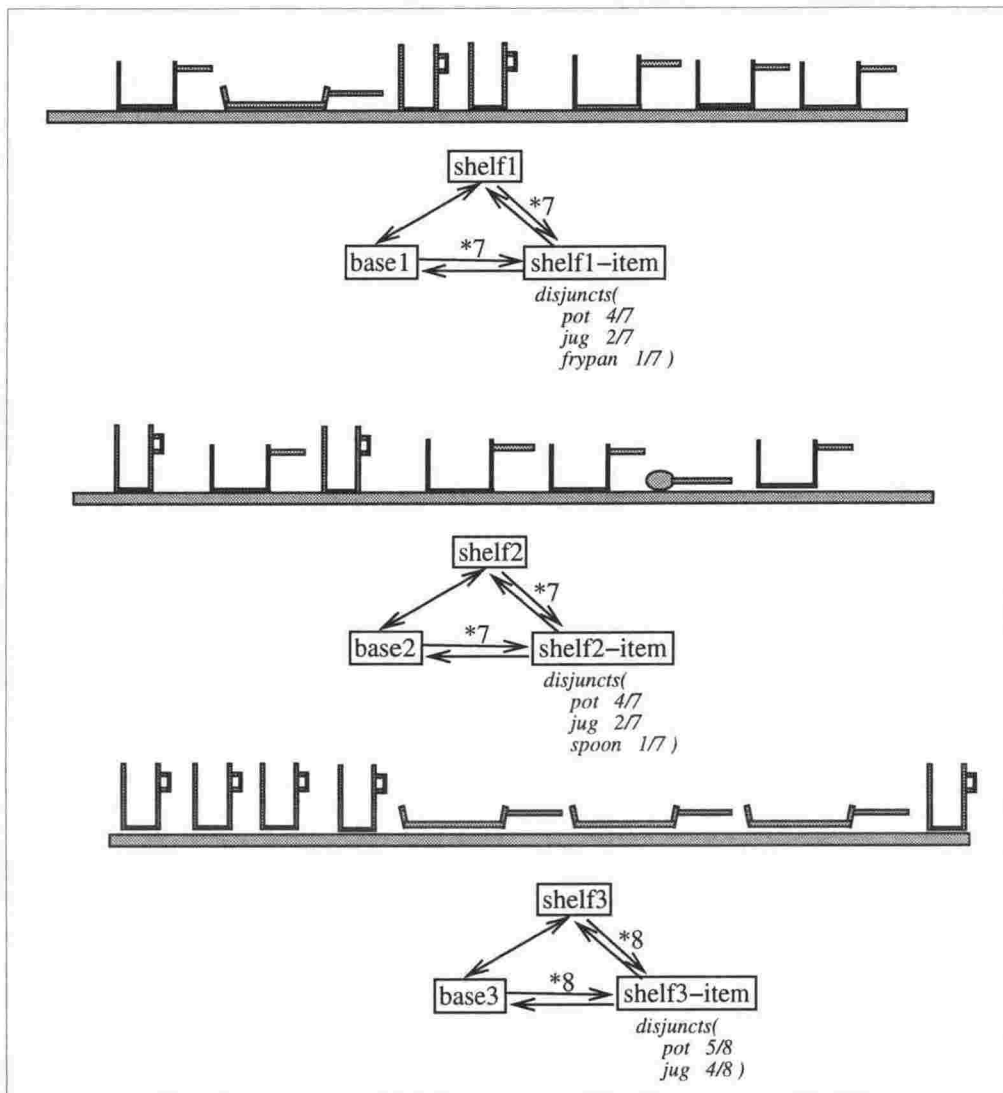 shelf1
*7
base1
*7
shelf1-item
disjuncts(
pot 4/7
jug 2/7
frypan 1/7 )
shelf2
*7
base2
*7
shelf2-item
disjuncts(
pot 4/7
jug 2/7
spoon 1/7 )
shelf3
*8
base3
*8
shelf3-item
disjuncts(
pot 5/8
jug 4/8 )